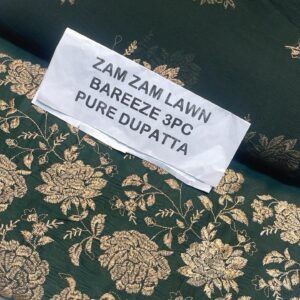 ZAM ZAM LAWN
BAREEZE 3PC
PURE DUPATTA